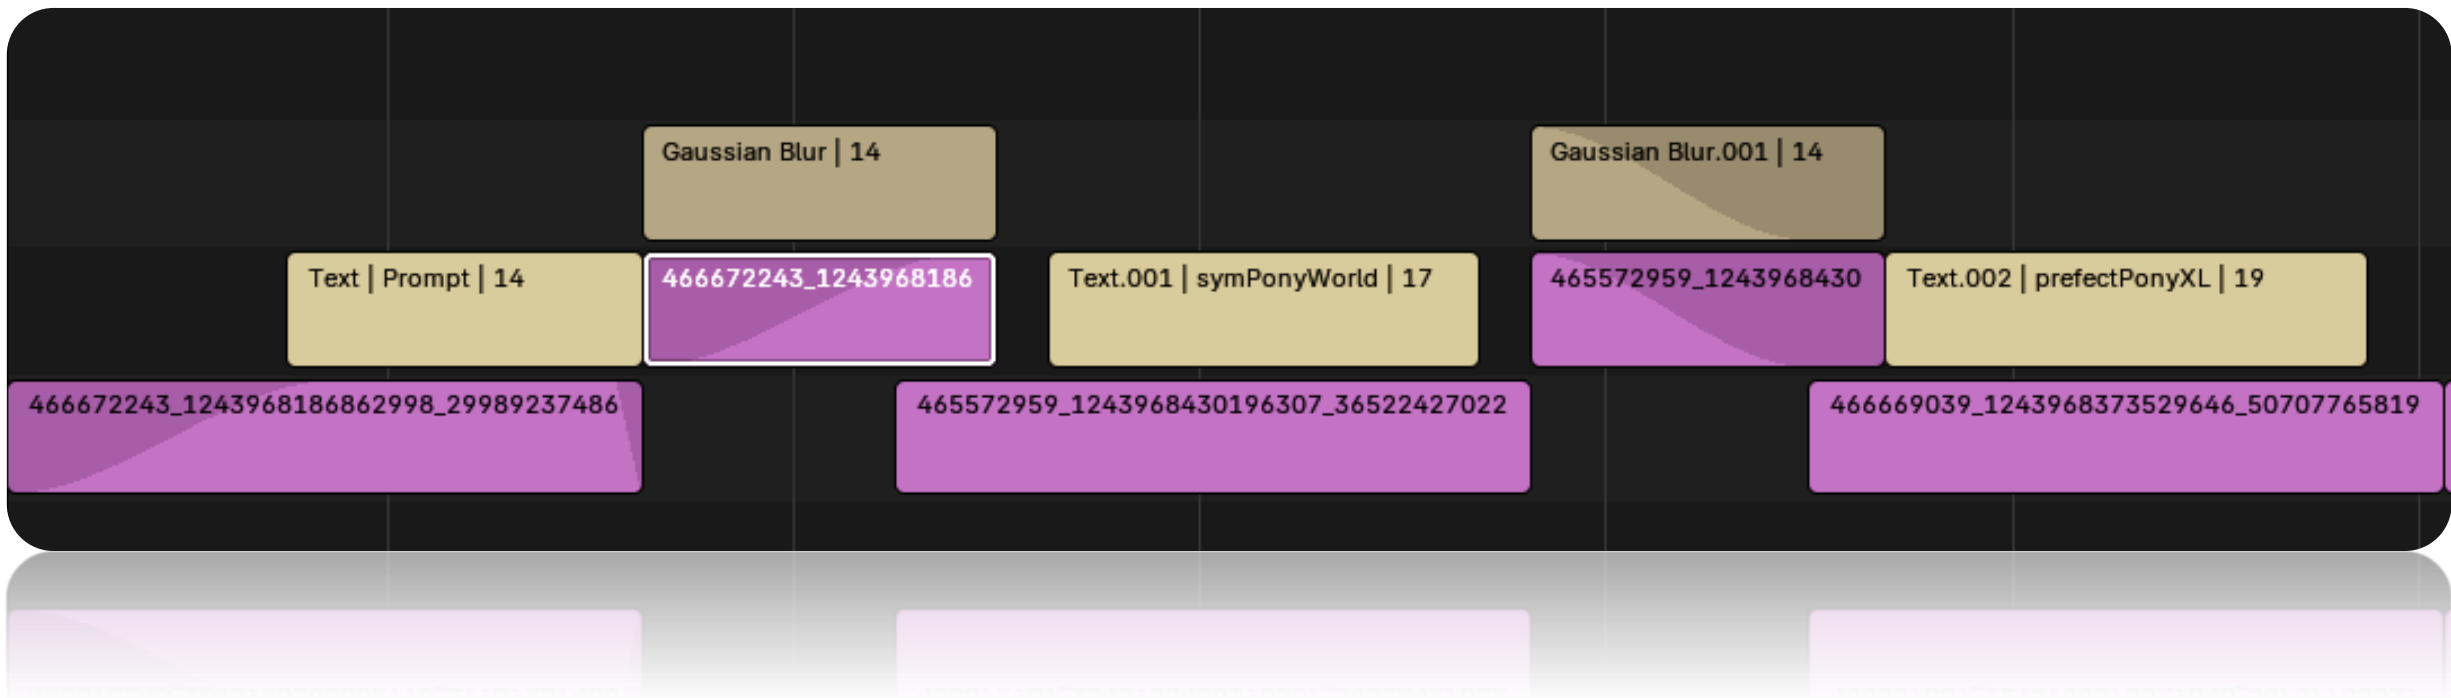 Gaussian Blur | 14
Gaussian Blur.001 | 14
Text | Prompt | 14
466672243_1243968186
Text.001 | symPonyWorld | 17
465572959_1243968430
Text.002 | prefectPonyXL | 19
466672243_1243968186862998_29989237486
465572959_1243968430196307_36522427022
466669039_1243968373529646_50707765819